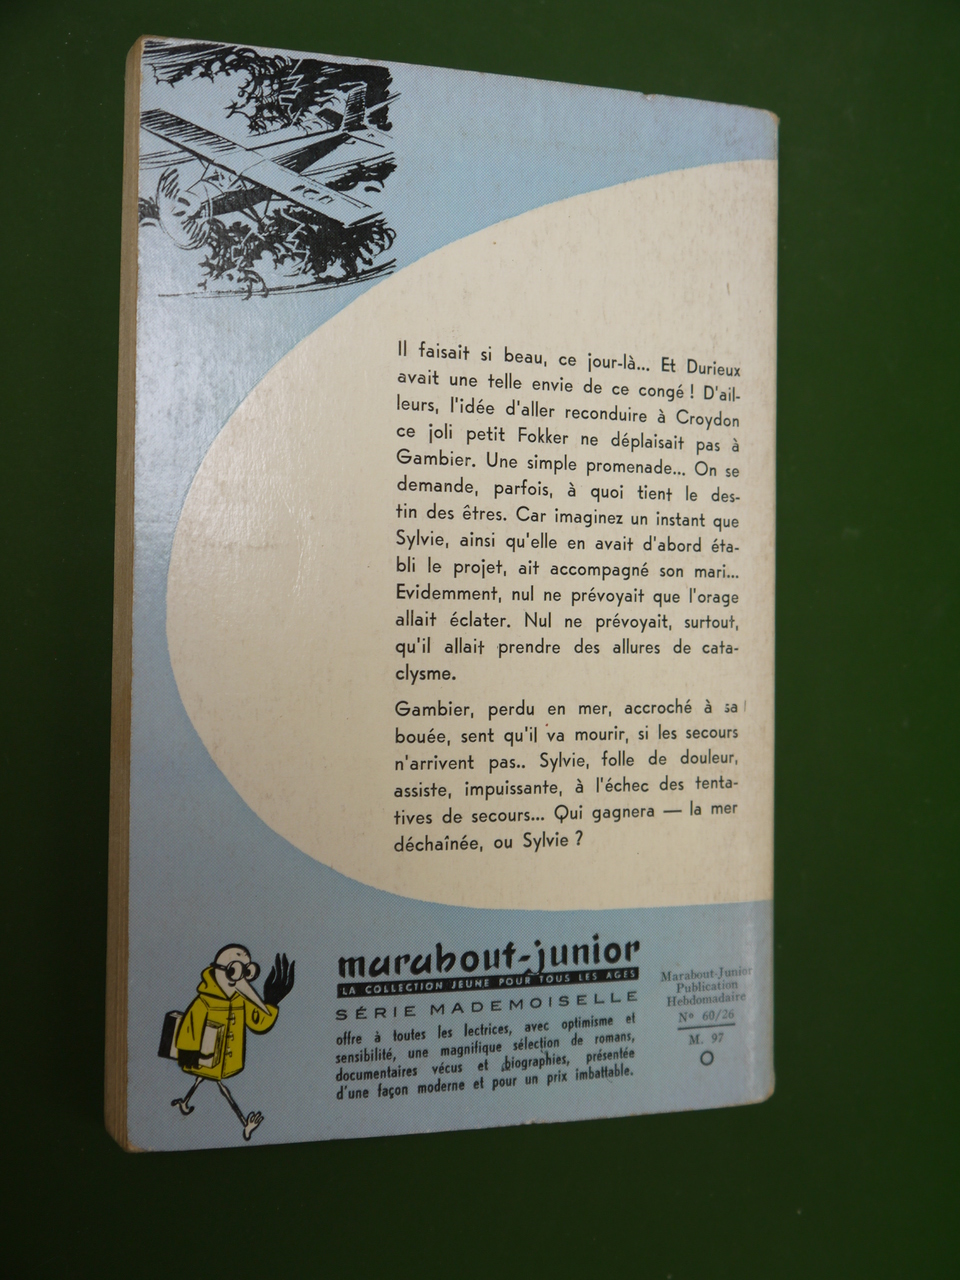 Il faisait si beau, ce jour-là... Et Durieux
avait une telle envie de ce congé ! D'ail-
leurs, l'idée d'aller reconduire à Croydon
ce joli petit Fokker ne déplaisait pas à
Gambier. Une simple promenade... On se
demande, parfois, à quoi tient le des-
tin des êtres. Car imaginez un instant que
Sylvie, ainsi qu'elle en avait d'abord éta-
bli le projet, ait accompagné son mari...
Evidemment, nul ne prévoyait que l'orage
allait éclater. Nul ne prévoyait, surtout,
qu'il allait prendre des allures de cata-
clysme.
Gambier, perdu en mer, accroché à sa
bouée, sent qu'il va mourir, si les secours
n'arrivent pas.. Sylvie, folle de douleur,
assiste, impuissante, à l'échec des tenta-
tives de secours... Qui gagnera — la mer
déchaînée, ou Sylvie ?
marabout-junior
LA COLLECTION JEUNE POUR TOUS LES AGES
SÉRIE MADEMOISELLE
offre à toutes les lectrices, avec optimisme et
sensibilité, une magnifique sélection de romans,
documentaires vécus et biographies, présentée
d'une façon moderne et pour un prix imbattable.
Marabout-Junior
Publication
Hebdomadaire
N° 60/26
M. 97
O